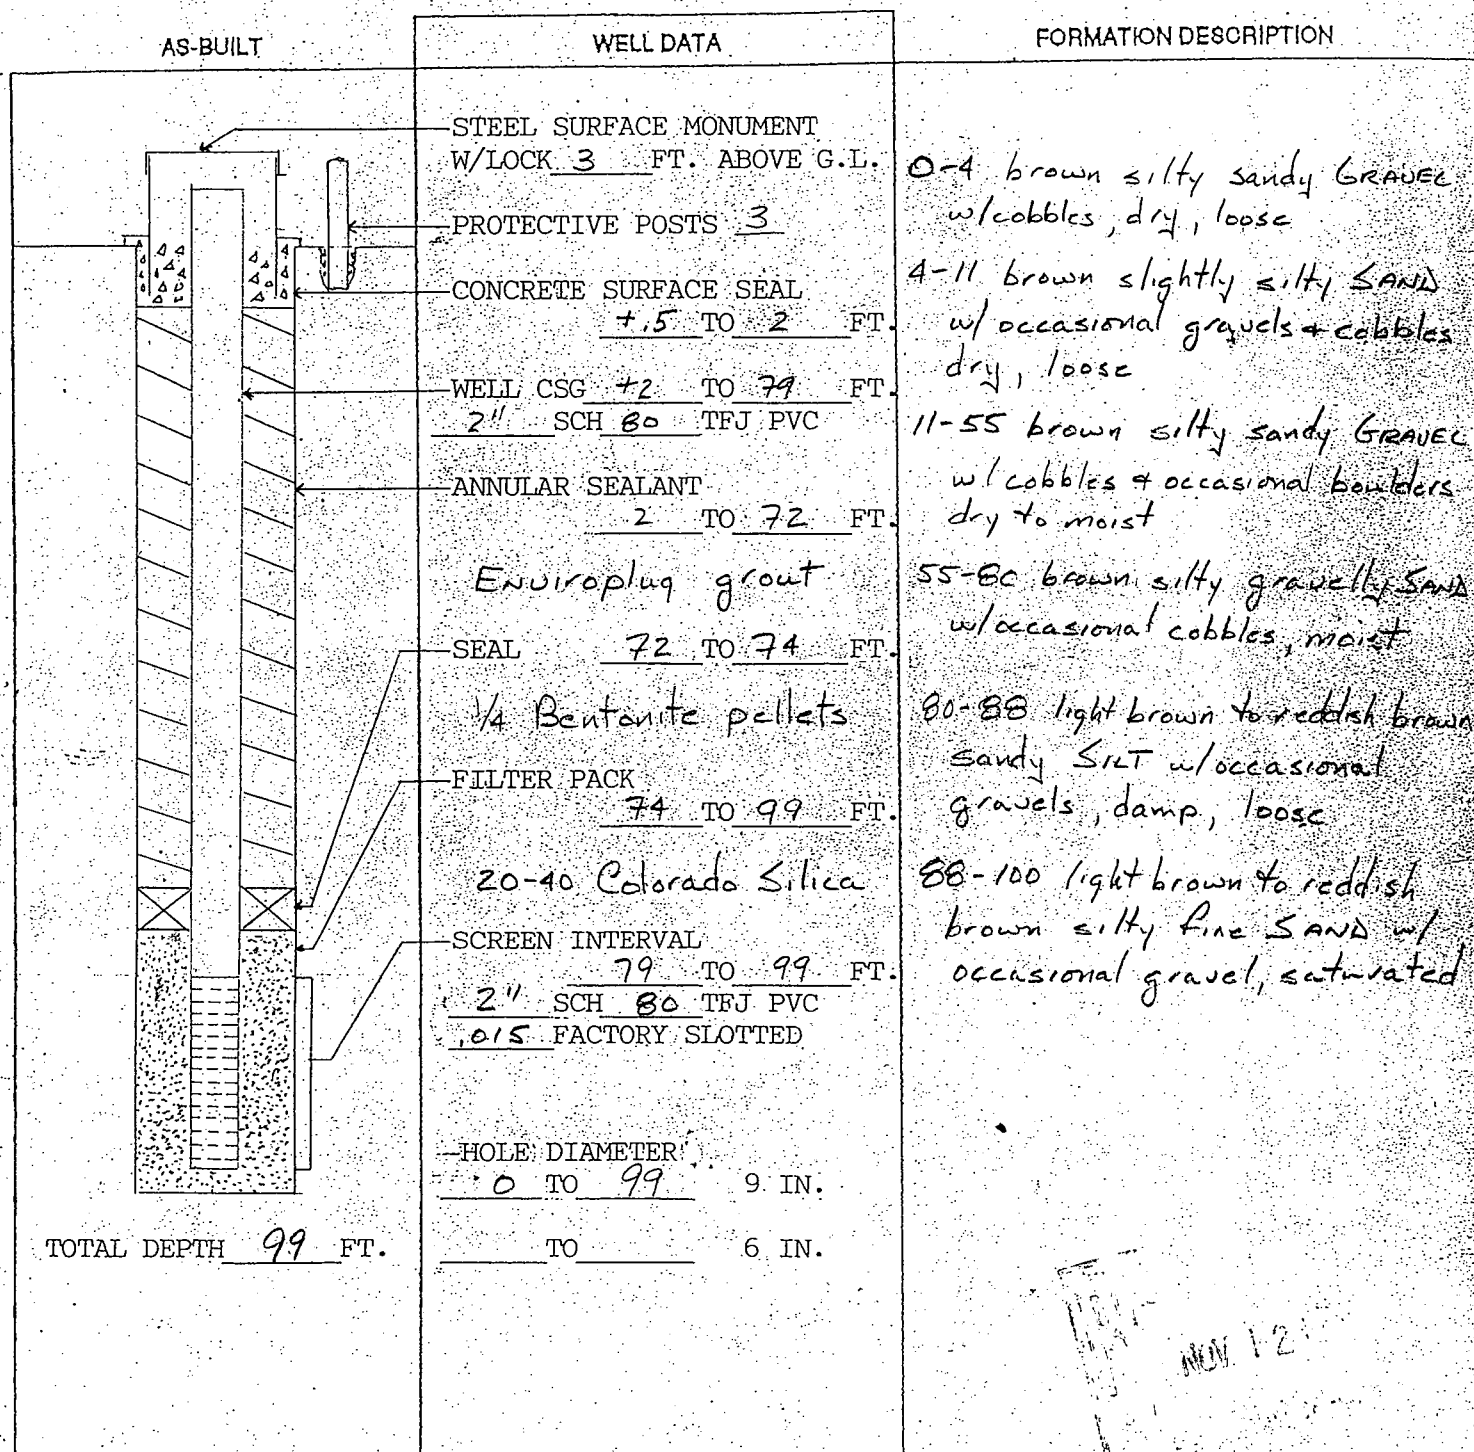 AS-BUILT
WELL DATA
FORMATION DESCRIPTION
STEEL SURFACE MONUMENT
W/LOCK 3 FT. ABOVE G.L.
PROTECTIVE POSTS 3
CONCRETE SURFACE SEAL
+.5 TO 2 FT.
WELL CSG +2 TO 79 FT.
2" SCH 80 TFJ PVC
ANNULAR SEALANT
2 TO 72 FT.
Enviroplug grout
SEAL 72 TO 74 FT.
1/4 Bentonite pellets
FILTER PACK
74 TO 99 FT.
20-40 Colorado Silica
SCREEN INTERVAL
79 TO 99 FT.
2" SCH 80 TFJ PVC
.015 FACTORY SLOTTED
HOLE DIAMETER
0 TO 99 9 IN.
TO 6 IN.
TOTAL DEPTH 99 FT.
0-4 brown silty sandy GRAVEL
w/cobbles, dry, loose
4-11 brown slightly silty SAND
w/ occasional gravels & cobbles
dry, loose
11-55 brown silty sandy GRAVEL
w/ cobbles & occasional boulders
dry to moist
55-80 brown silty gravelly SAND
w/occasional cobbles, moist
80-88 light brown to reddish brown
sandy SILT w/occasional
gravels, damp, loose
88-100 light brown to reddish
brown silty fine SAND w/
occasional gravel, saturated
NOV 12